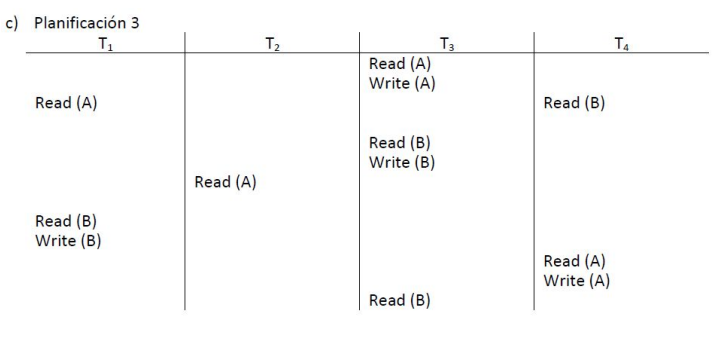 c) Planificación 3
T₁ T₂ T₃ T₄
Read (A)
Write (A)
Read (A) Read (B)
Read (B)
Write (B)
Read (A)
Read (B)
Write (B)
Read (A)
Write (A)
Read (B)